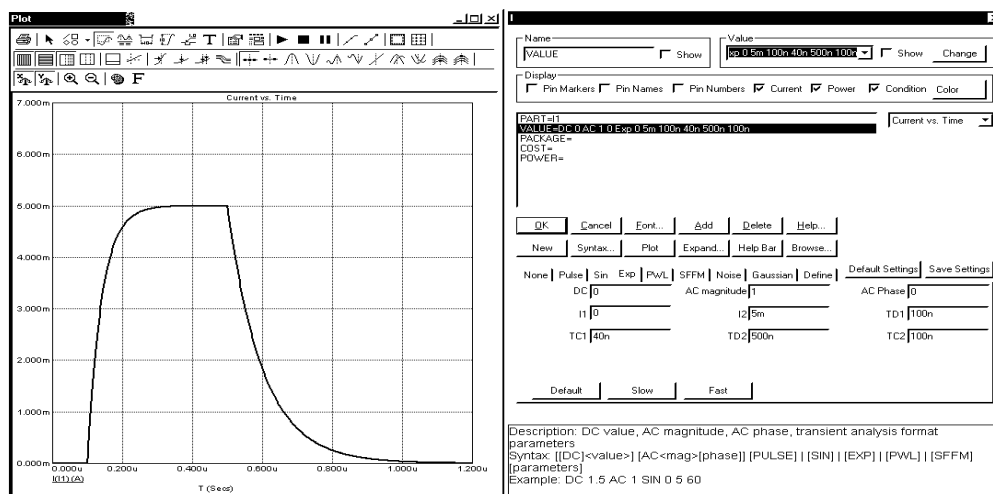 Plot
T
F
Current vs. Time
7.000m
6.000m
5.000m
4.000m
3.000m
2.000m
1.000m
0.000m
0.000u 0.200u 0.400u 0.600u 0.800u 1.000u 1.200u
I(I1) (A)
T (Secs)
I
Name
VALUE
Show
Value
xp 0 5m 100n 40n 500n 100n
Show
Change
Display
Pin Markers Pin Names Pin Numbers Current Power Condition Color
PART=I1
VALUE=DC 0 AC 1 0 Exp 0 5m 100n 40n 500n 100n
PACKAGE=
COST=
POWER=
Current vs. Time
OK Cancel Font... Add Delete Help...
New Syntax... Plot Expand... Help Bar Browse...
None Pulse Sin Exp PWL SFFM Noise Gaussian Define Default Settings Save Settings
DC 0 AC magnitude 1 AC Phase 0
I1 0 I2 5m TD1 100n
TC1 40n TD2 500n TC2 100n
Default Slow Fast
Description: DC value, AC magnitude, AC phase, transient analysis format
parameters
Syntax: [[DC]<value>] [AC<mag>[phase]] [PULSE] | [SIN] | [EXP] | [PWL] | [SFFM]
[parameters]
Example: DC 1.5 AC 1 SIN 0 5 60